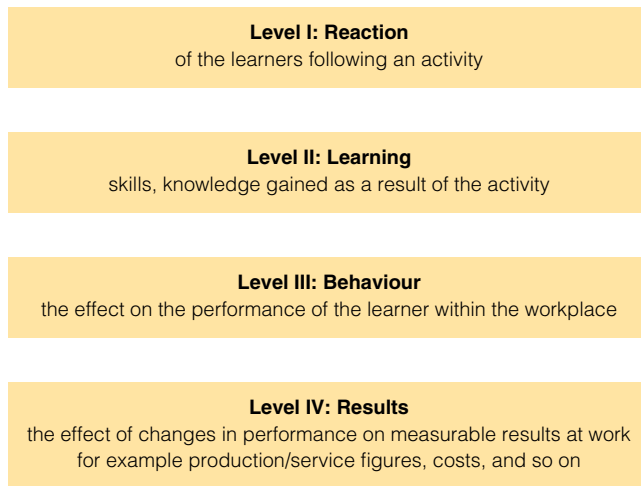 Level I: Reaction
of the learners following an activity
Level II: Learning
skills, knowledge gained as a result of the activity
Level III: Behaviour
the effect on the performance of the learner within the workplace
Level IV: Results
the effect of changes in performance on measurable results at work
for example production/service figures, costs, and so on